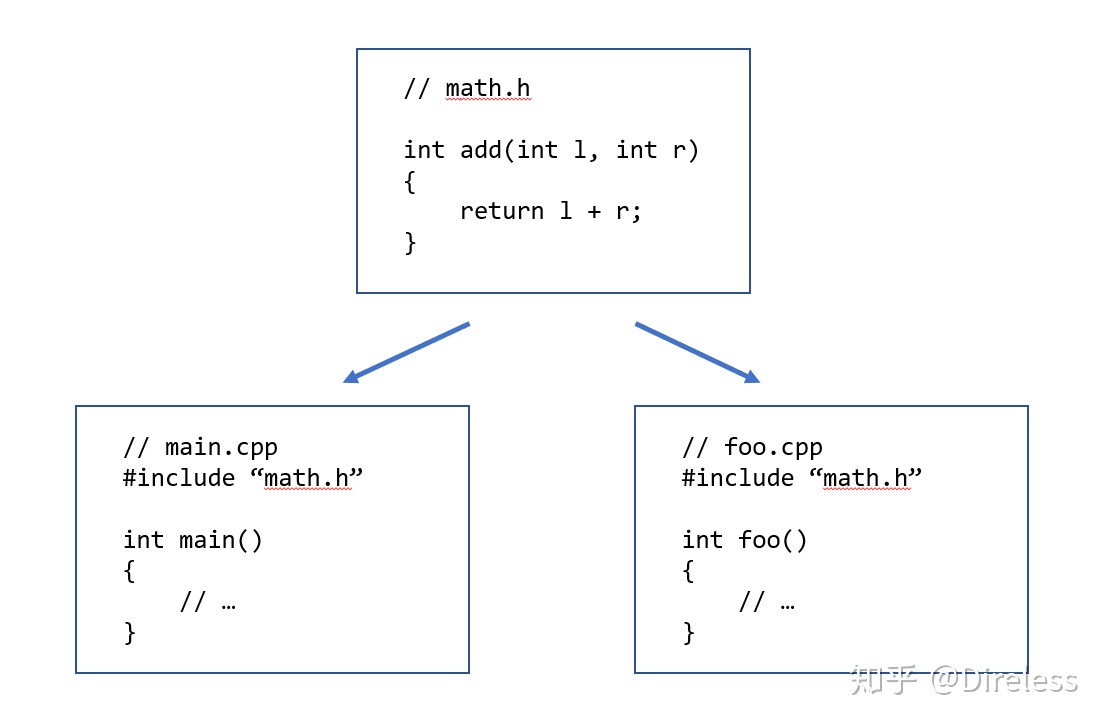 // math.h
int add(int l, int r)
{
return l + r;
}
// main.cpp
#include “math.h”
int main()
{
// …
}
// foo.cpp
#include “math.h”
int foo()
{
// …
}
知乎 @Direless